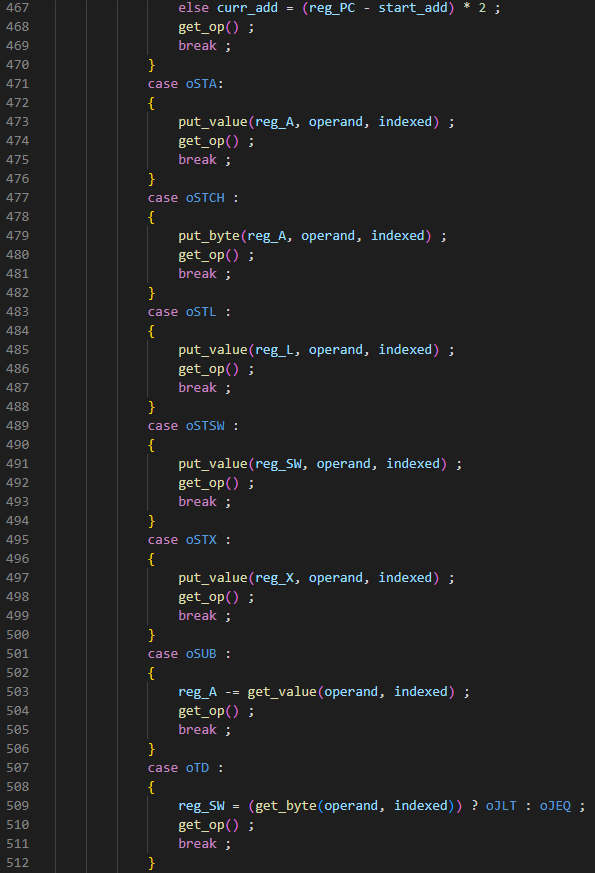 467 else curr_add = (reg_PC - start_add) * 2 ;
468 get_op() ;
469 break ;
470 }
471 case oSTA:
472 {
473 put_value(reg_A, operand, indexed) ;
474 get_op() ;
475 break ;
476 }
477 case oSTCH :
478 {
479 put_byte(reg_A, operand, indexed) ;
480 get_op() ;
481 break ;
482 }
483 case oSTL :
484 {
485 put_value(reg_L, operand, indexed) ;
486 get_op() ;
487 break ;
488 }
489 case oSTSW :
490 {
491 put_value(reg_SW, operand, indexed) ;
492 get_op() ;
493 break ;
494 }
495 case oSTX :
496 {
497 put_value(reg_X, operand, indexed) ;
498 get_op() ;
499 break ;
500 }
501 case oSUB :
502 {
503 reg_A -= get_value(operand, indexed) ;
504 get_op() ;
505 break ;
506 }
507 case oTD :
508 {
509 reg_SW = (get_byte(operand, indexed)) ? oJLT : oJEQ ;
510 get_op() ;
511 break ;
512 }